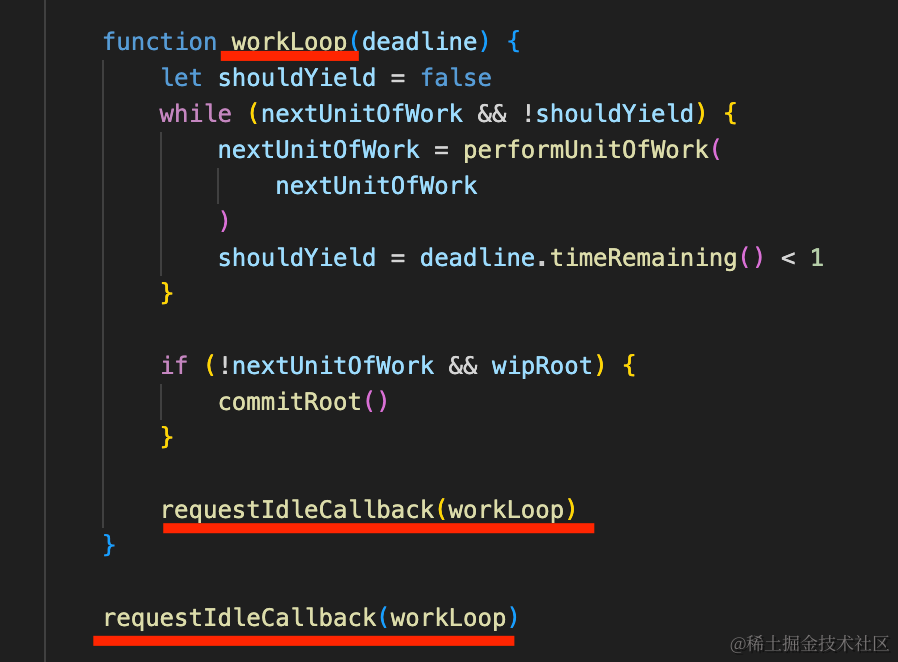 function workLoop(deadline) {
let shouldYield = false
while (nextUnitOfWork && !shouldYield) {
nextUnitOfWork = performUnitOfWork(
nextUnitOfWork
)
shouldYield = deadline.timeRemaining() < 1
}
if (!nextUnitOfWork && wipRoot) {
commitRoot()
}
requestIdleCallback(workLoop)
}
requestIdleCallback(workLoop)
@稀土掘金技术社区